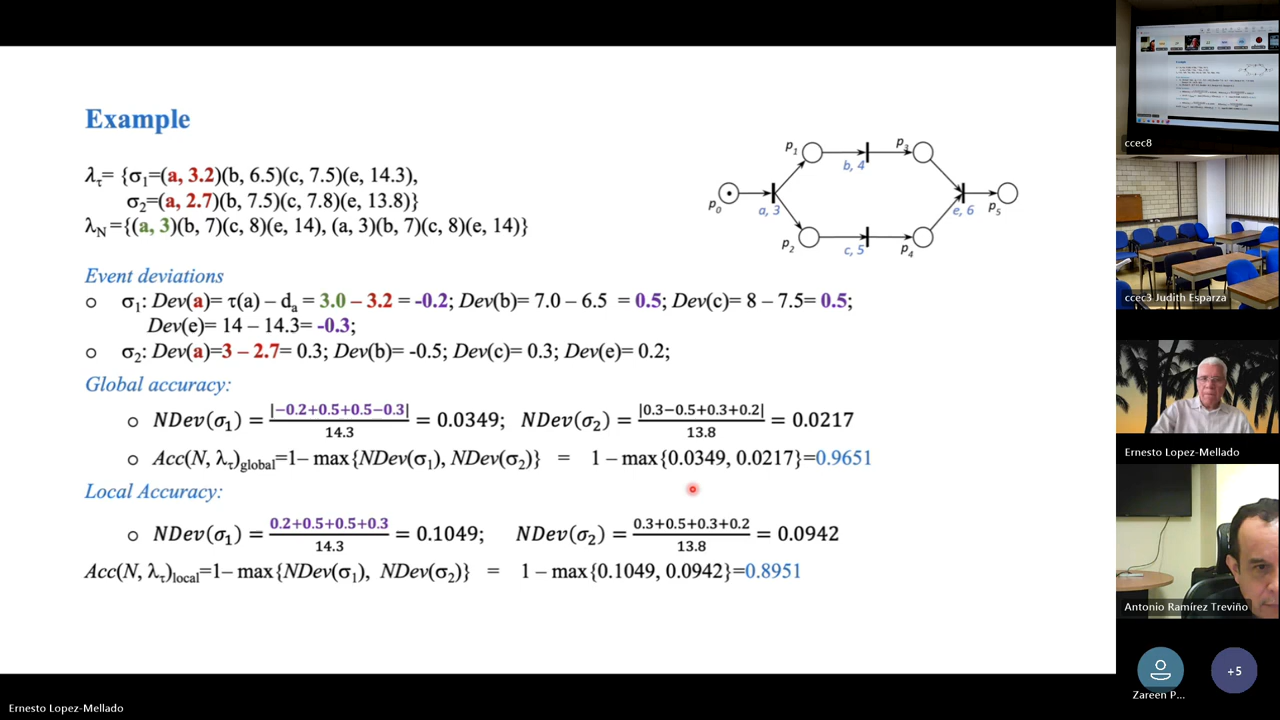 Example
λτ= {σ1=(a, 3.2)(b, 6.5)(c, 7.5)(e, 14.3),
σ2=(a, 2.7)(b, 7.5)(c, 7.8)(e, 13.8)}
λN ={(a, 3)(b, 7)(c, 8)(e, 14), (a, 3)(b, 7)(c, 8)(e, 14)}
p0
a, 3
p1
b, 4
p3
p2
c, 5
p4
e, 6
p5
Event deviations
o σ1: Dev(a)= τ(a) – da = 3.0 – 3.2 = -0.2; Dev(b)= 7.0 – 6.5 = 0.5; Dev(c)= 8 – 7.5= 0.5;
Dev(e)= 14 – 14.3= -0.3;
o σ2: Dev(a)=3 – 2.7= 0.3; Dev(b)= -0.5; Dev(c)= 0.3; Dev(e)= 0.2;
Global accuracy:
o NDev(σ1) = |−0.2+0.5+0.5−0.3| / 14.3 = 0.0349; NDev(σ2) = |0.3−0.5+0.3+0.2| / 13.8 = 0.0217
o Acc(N, λτ)global=1– max{NDev(σ1), NDev(σ2)} = 1 – max{0.0349, 0.0217}=0.9651
Local Accuracy:
o NDev(σ1) = 0.2+0.5+0.5+0.3 / 14.3 = 0.1049; NDev(σ2) = 0.3+0.5+0.3+0.2 / 13.8 = 0.0942
Acc(N, λτ)local=1– max{NDev(σ1), NDev(σ2)} = 1 – max{0.1049, 0.0942}=0.8951
ccec8
ccec3 Judith Esparza
Ernesto Lopez-Mellado
Antonio Ramírez Treviño
Zareen P...
+5
Ernesto Lopez-Mellado